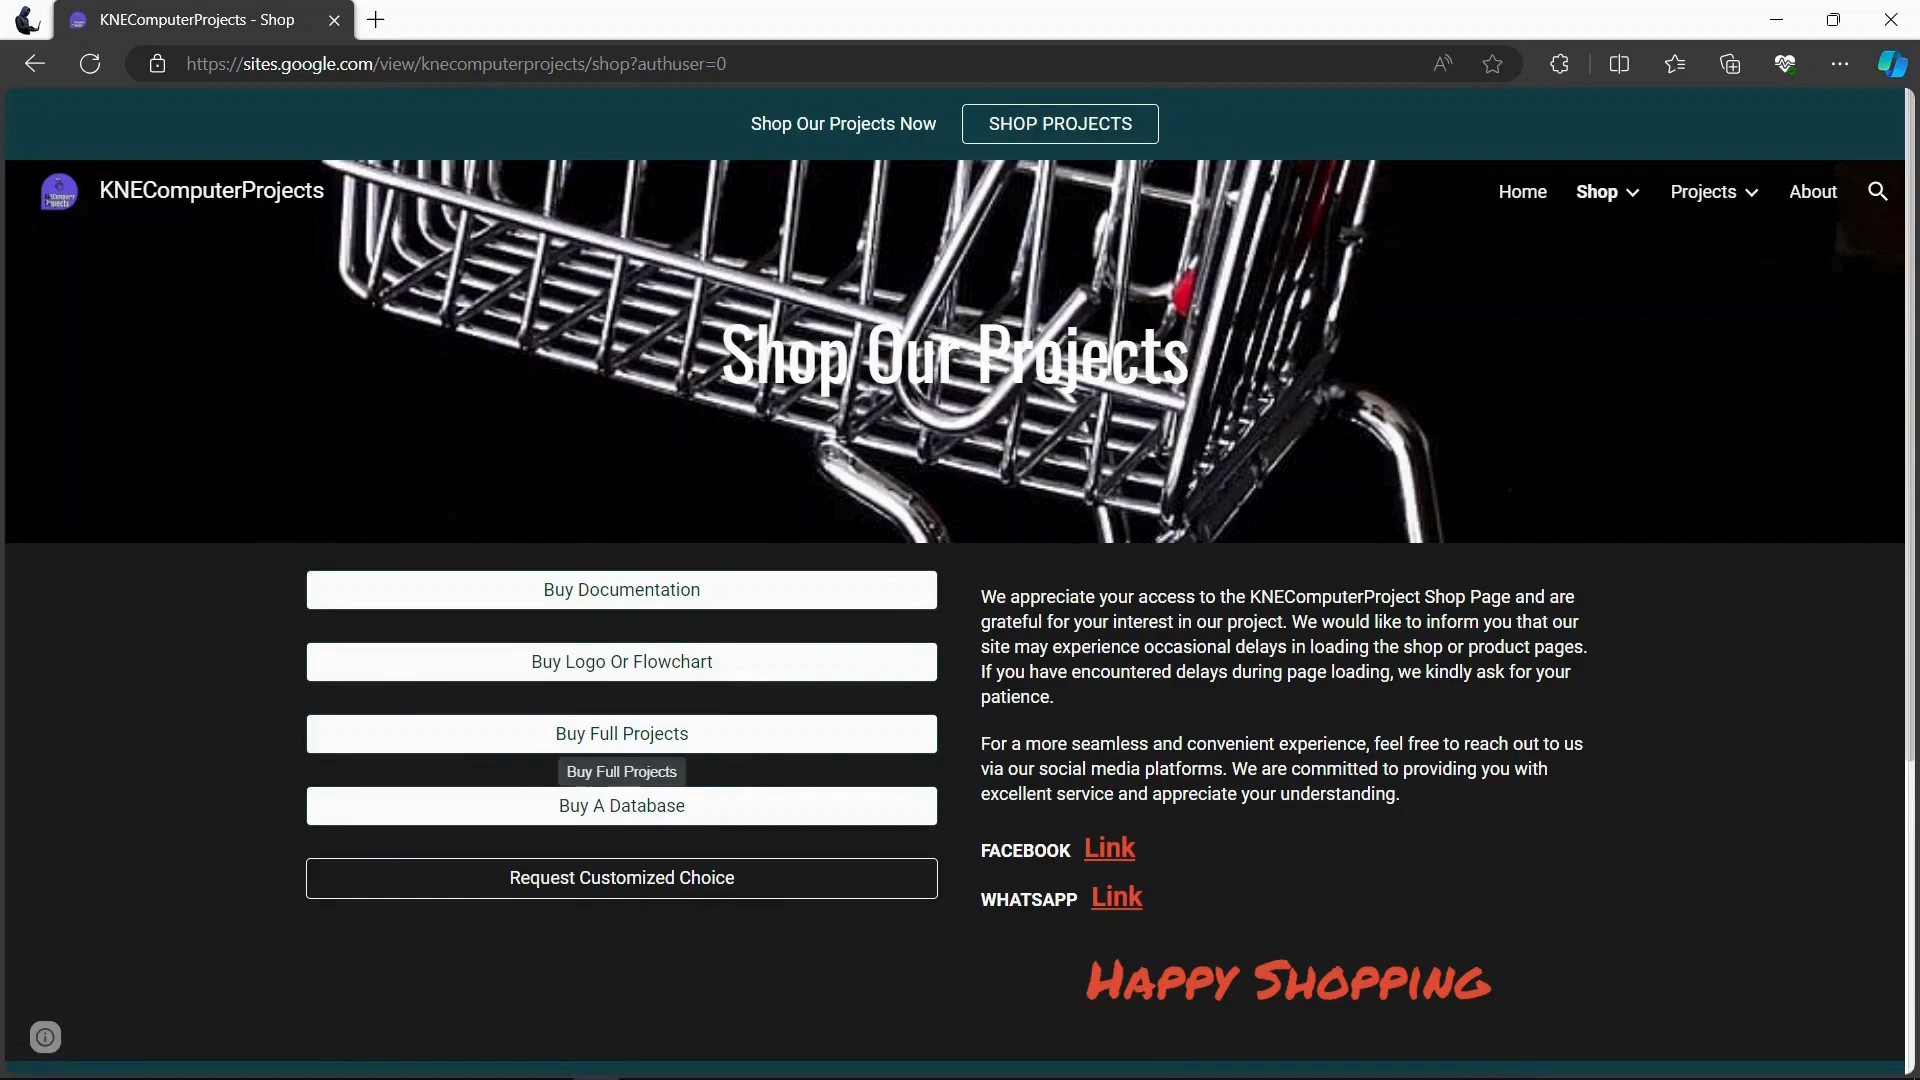 KNEComputerProjects - Shop
https://sites.google.com/view/knecomputerprojects/shop?authuser=0
Shop Our Projects Now
SHOP PROJECTS
KNEComputerProjects
Home
Shop
Projects
About
Shop Our Projects
Buy Documentation
Buy Logo Or Flowchart
Buy Full Projects
Buy Full Projects
Buy A Database
Request Customized Choice
We appreciate your access to the KNEComputerProject Shop Page and are
grateful for your interest in our project. We would like to inform you that our
site may experience occasional delays in loading the shop or product pages.
If you have encountered delays during page loading, we kindly ask for your
patience.
For a more seamless and convenient experience, feel free to reach out to us
via our social media platforms. We are committed to providing you with
excellent service and appreciate your understanding.
FACEBOOK Link
WHATSAPP Link
Happy Shopping